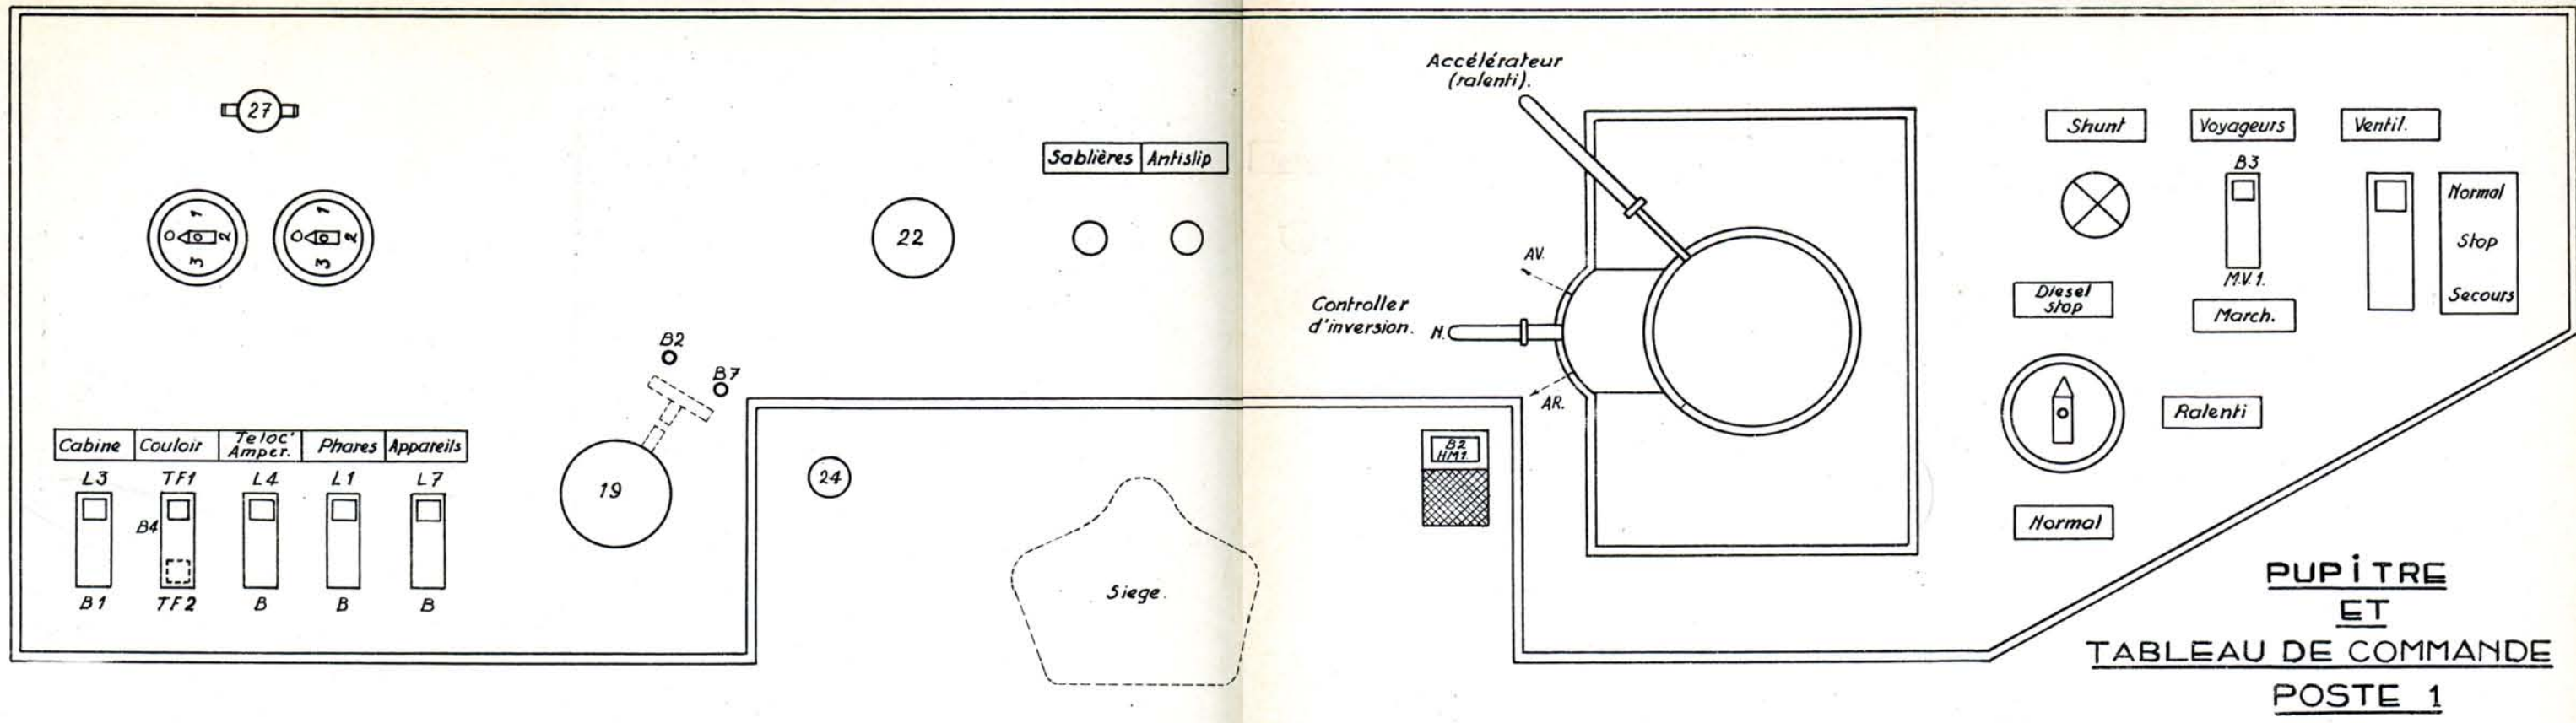 27
1
O 2
3
1
O 2
3
22
Sablières Antislip
Accélérateur
(ralenti).
AV.
Controller
d'inversion. N.
AR.
Shunt Voyageurs Ventil.
B3
M.V.1.
March.
Normal
Stop
Secours
Diesel
stop
Ralenti
Normal
B2
B7
Cabine Couloir Teloc' Amper. Phares Appareils
L3 TF1 L4 L1 L7
B4
B1 TF2 B B B
19
24
Siege.
B2
HM1
PUPiTRE
ET
TABLEAU DE COMMANDE
POSTE 1